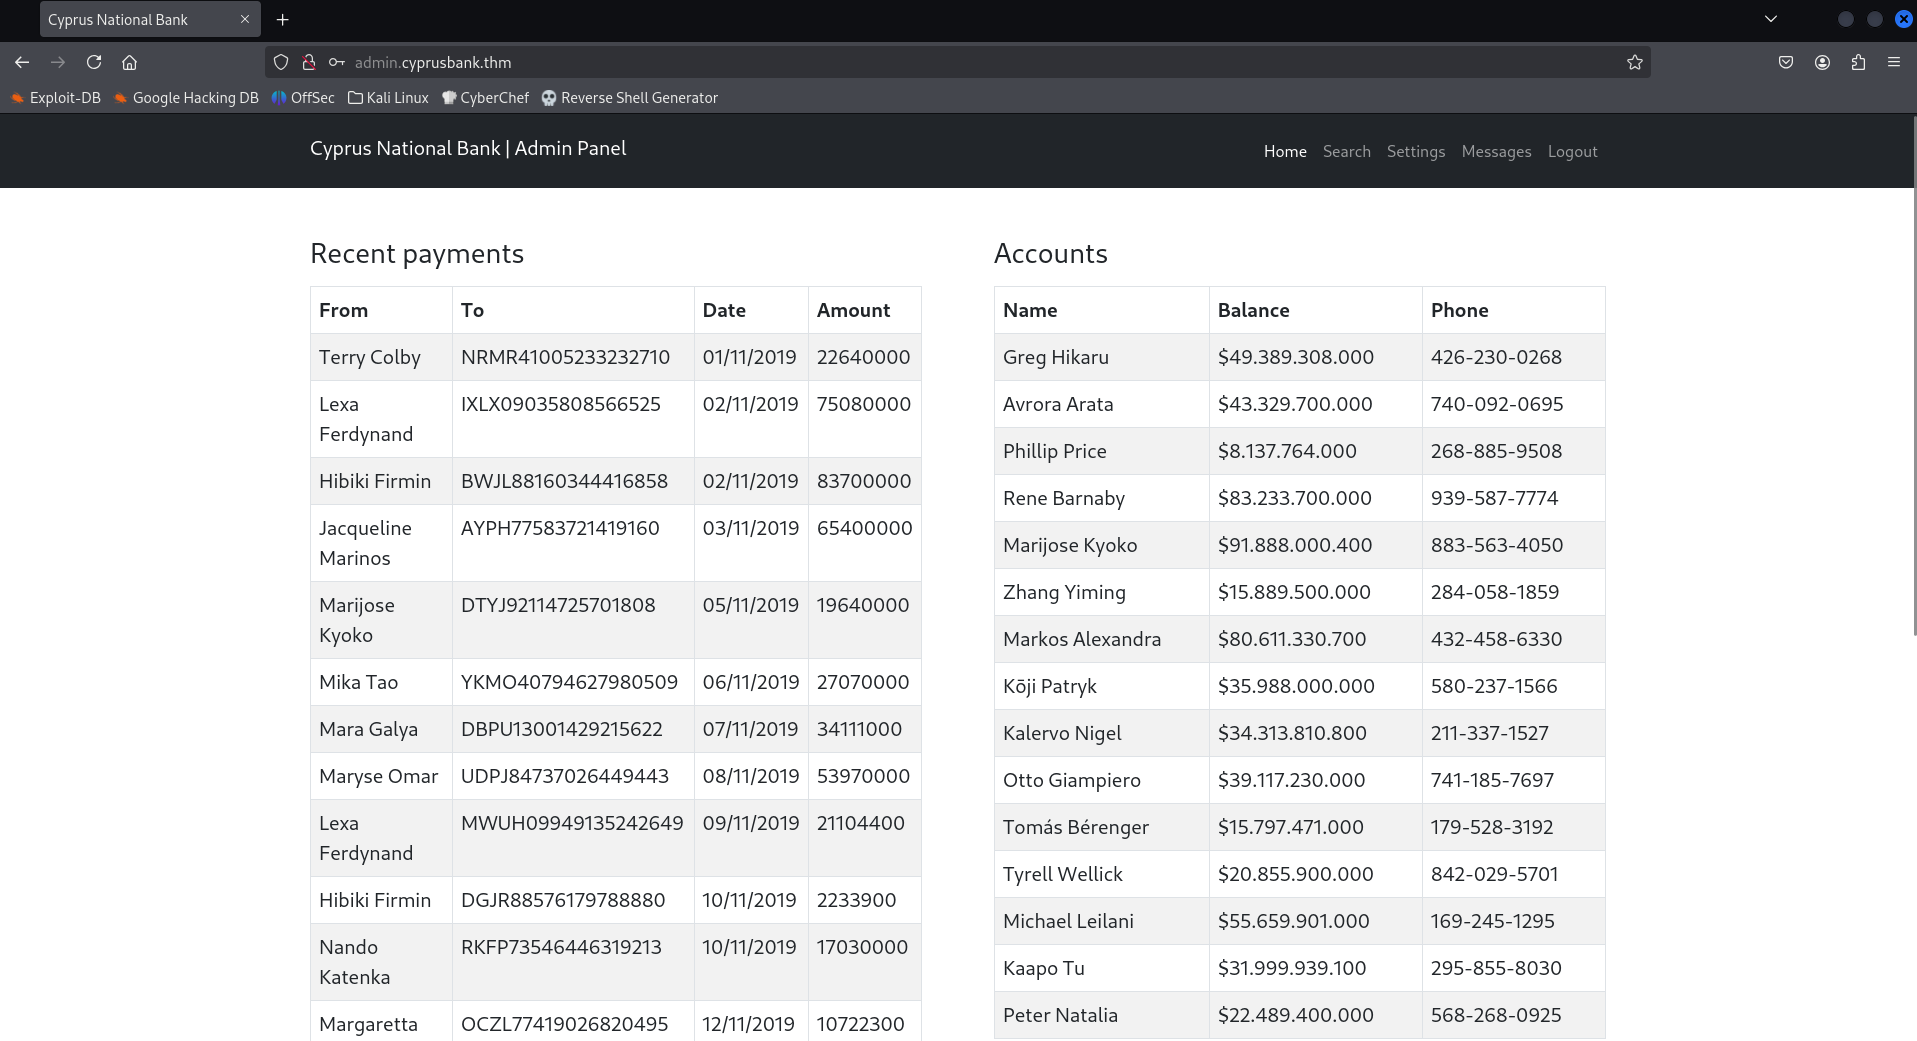 Cyprus National Bank
admin.cyprusbank.thm
Exploit-DB Google Hacking DB OffSec Kali Linux CyberChef Reverse Shell Generator
Cyprus National Bank | Admin Panel
Home Search Settings Messages Logout
Recent payments
From To Date Amount
Terry Colby NRMR41005233232710 01/11/2019 22640000
Lexa Ferdynand IXLX09035808566525 02/11/2019 75080000
Hibiki Firmin BWJL88160344416858 02/11/2019 83700000
Jacqueline Marinos AYPH77583721419160 03/11/2019 65400000
Marijose Kyoko DTYJ92114725701808 05/11/2019 19640000
Mika Tao YKMO40794627980509 06/11/2019 27070000
Mara Galya DBPU13001429215622 07/11/2019 34111000
Maryse Omar UDPJ84737026449443 08/11/2019 53970000
Lexa Ferdynand MWUH09949135242649 09/11/2019 21104400
Hibiki Firmin DGJR88576179788880 10/11/2019 2233900
Nando Katenka RKFP73546446319213 10/11/2019 17030000
Margaretta OCZL77419026820495 12/11/2019 10722300
Accounts
Name Balance Phone
Greg Hikaru $49.389.308.000 426-230-0268
Avrora Arata $43.329.700.000 740-092-0695
Phillip Price $8.137.764.000 268-885-9508
Rene Barnaby $83.233.700.000 939-587-7774
Marijose Kyoko $91.888.000.400 883-563-4050
Zhang Yiming $15.889.500.000 284-058-1859
Markos Alexandra $80.611.330.700 432-458-6330
Kōji Patryk $35.988.000.000 580-237-1566
Kalervo Nigel $34.313.810.800 211-337-1527
Otto Giampiero $39.117.230.000 741-185-7697
Tomás Bérenger $15.797.471.000 179-528-3192
Tyrell Wellick $20.855.900.000 842-029-5701
Michael Leilani $55.659.901.000 169-245-1295
Kaapo Tu $31.999.939.100 295-855-8030
Peter Natalia $22.489.400.000 568-268-0925